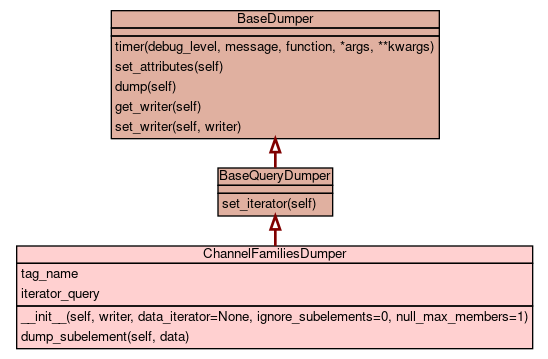 BaseDumper
timer(debug_level, message, function, *args, **kwargs)
set_attributes(self)
dump(self)
get_writer(self)
set_writer(self, writer)
BaseQueryDumper
set_iterator(self)
ChannelFamiliesDumper
tag_name
iterator_query
__init__(self, writer, data_iterator=None, ignore_subelements=0, null_max_members=1)
dump_subelement(self, data)